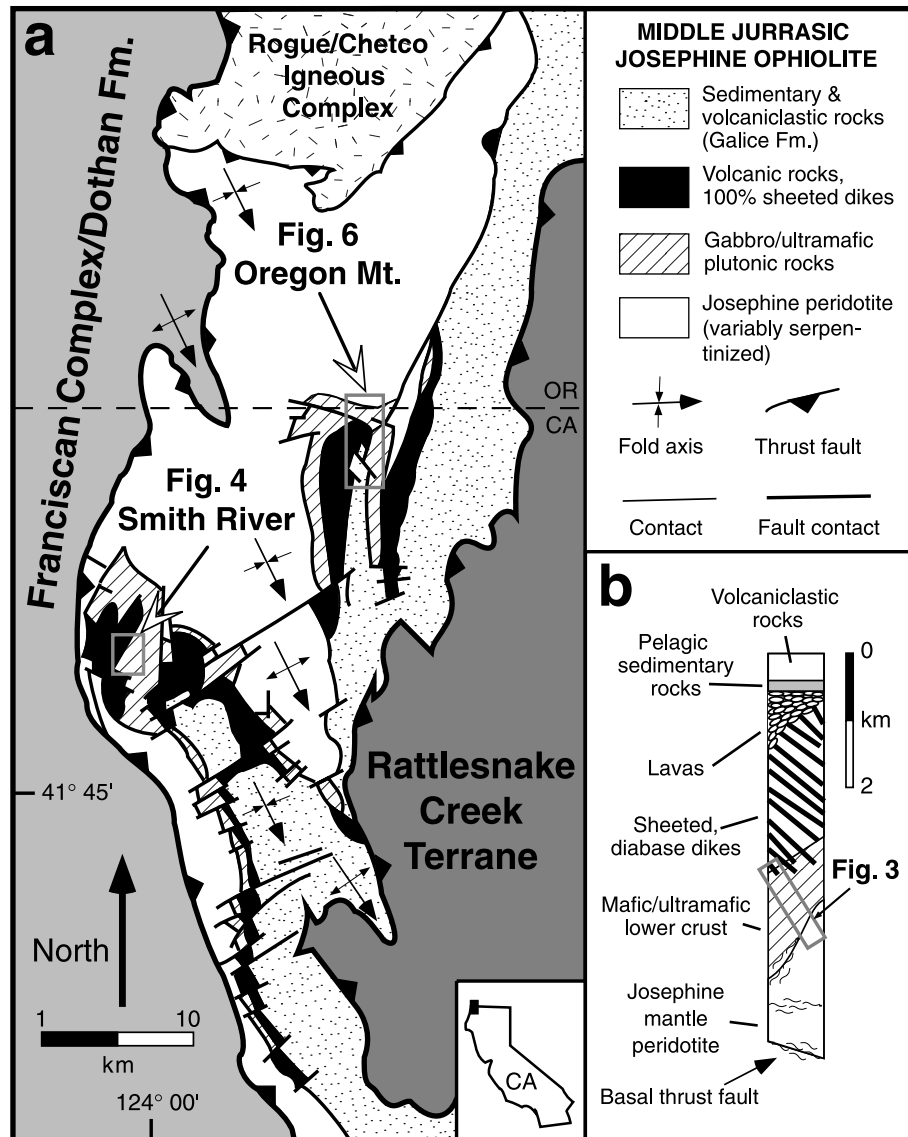 a
Rogue/Chetco
Igneous
Complex
Franciscan Complex/Dothan Fm.
Fig. 6
Oregon Mt.
OR
CA
Fig. 4
Smith River
41° 45'
Rattlesnake
Creek
Terrane
North
1
10
km
124° 00'
CA
MIDDLE JURRASIC
JOSEPHINE OPHIOLITE
Sedimentary &
volcaniclastic rocks
(Galice Fm.)
Volcanic rocks,
100% sheeted dikes
Gabbro/ultramafic
plutonic rocks
Josephine peridotite
(variably serpen-
tinized)
Fold axis
Thrust fault
Contact
Fault contact
b
Volcaniclastic
rocks
Pelagic
sedimentary
rocks
0
km
2
Lavas
Sheeted,
diabase dikes
Fig. 3
Mafic/ultramafic
lower crust
Josephine
mantle
peridotite
Basal thrust fault